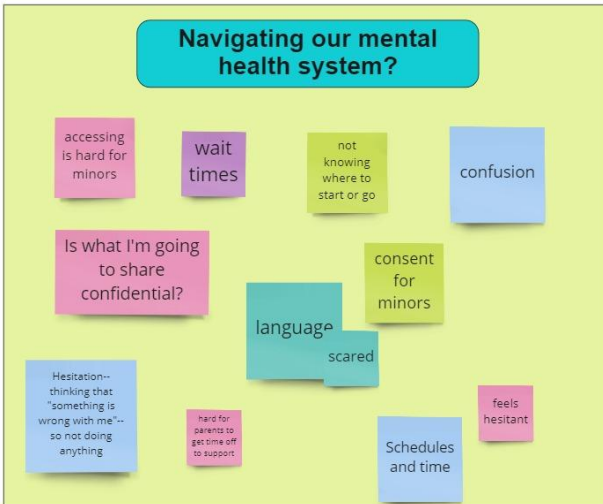 Navigating our mental
health system?
accessing
is hard for
minors
wait
times
not
knowing
where to
start or go
confusion
Is what I'm going
to share
confidential?
consent
for
minors
language
scared
Hesitation--
thinking that
"something is
wrong with me"--
so not doing
anything
hard for
parents to
get time off
to support
Schedules
and time
feels
hesitant